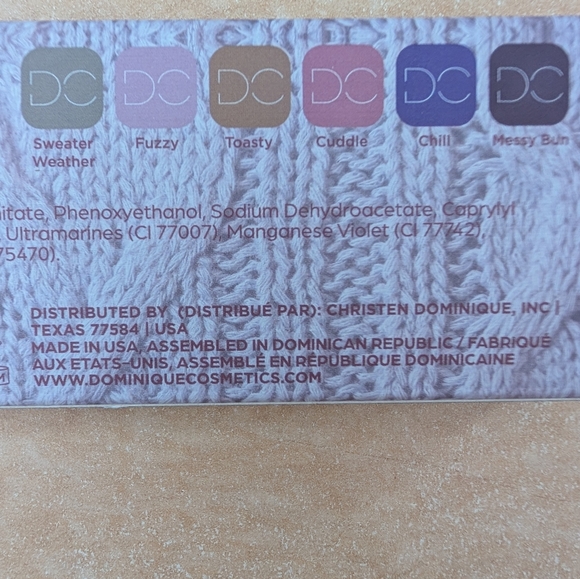 DC DC DC DC DC DC
Sweater Weather Fuzzy Toasty Cuddle Chill Messy Bun
Phenoxyethanol, Sodium Dehydroacetate, Caprylyl
Ultramarines (CI 77007), Manganese Violet (CI 77742),
75470).
DISTRIBUTED BY (DISTRIBUÉ PAR): CHRISTEN DOMINIQUE, INC |
TEXAS 77584 | USA
MADE IN USA, ASSEMBLED IN DOMINICAN REPUBLIC / FABRIQUÉ
AUX ETATS-UNIS, ASSEMBLÉ EN RÉPUBLIQUE DOMINICAINE
WWW.DOMINIQUECOSMETICS.COM